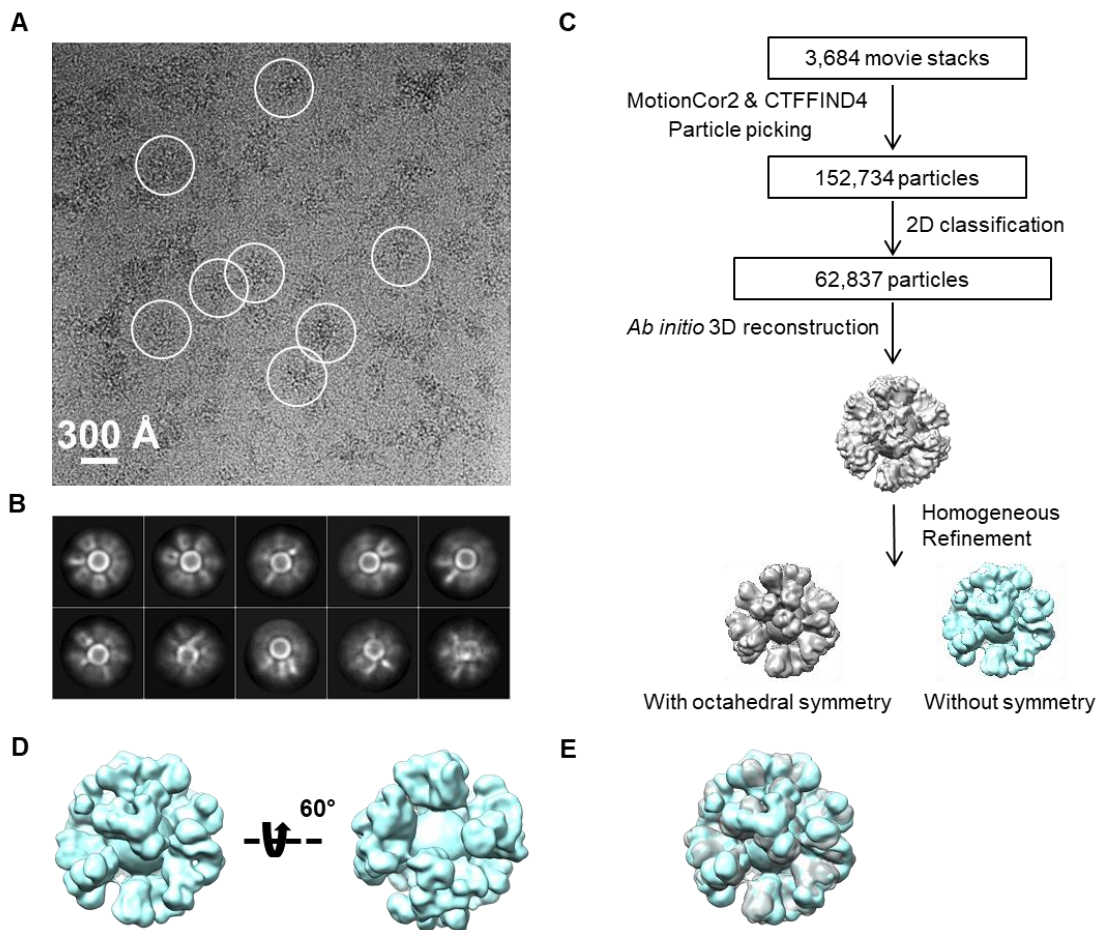 A
300 Å
B
C
3,684 movie stacks
MotionCor2 & CTFFIND4
Particle picking
152,734 particles
2D classification
62,837 particles
Ab initio 3D reconstruction
Homogeneous
Refinement
With octahedral symmetry
Without symmetry
D
60°
E